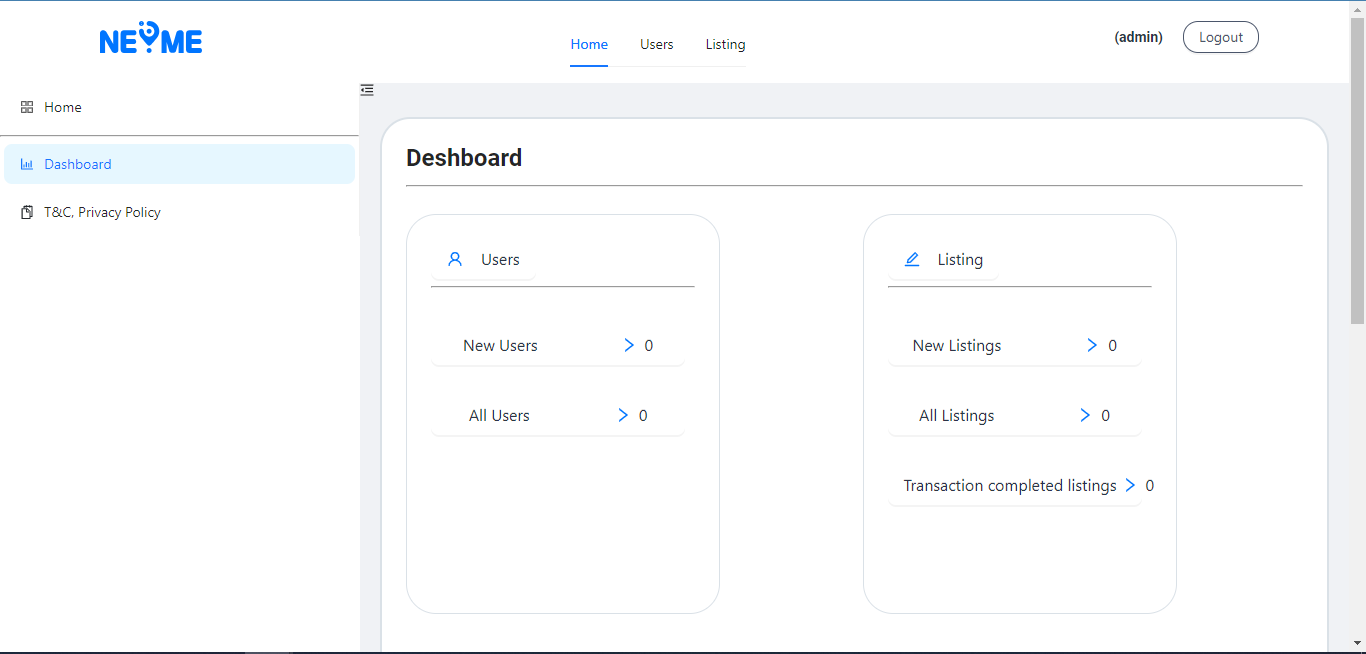 NEYME
Home Users Listing
(admin) Logout
Home
Dashboard
T&C, Privacy Policy
Deshboard
Users
New Users 0
All Users 0
Listing
New Listings 0
All Listings 0
Transaction completed listings 0